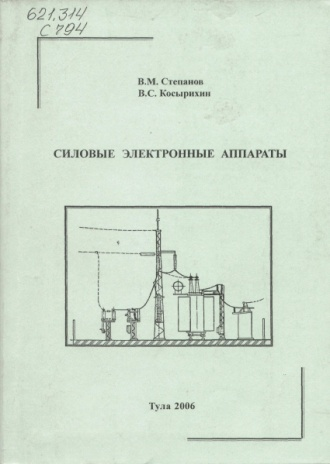 621.314
С 794
В.М. Степанов
В.С. Косырихин
СИЛОВЫЕ ЭЛЕКТРОННЫЕ АППАРАТЫ
Тула 2006